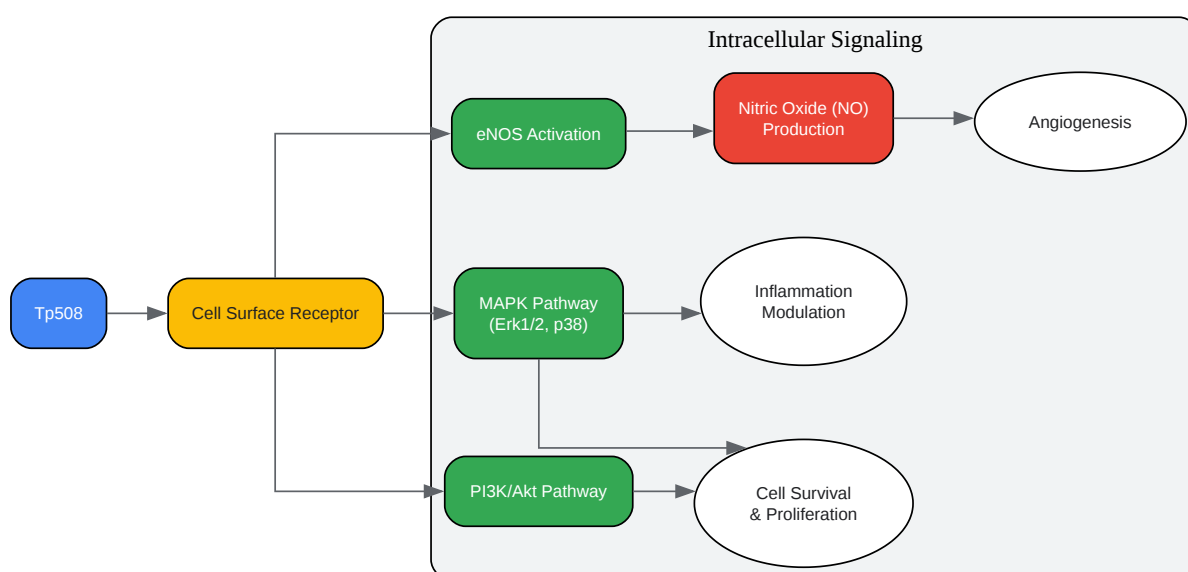 Intracellular Signaling
eNOS Activation
Nitric Oxide (NO)
Production
Angiogenesis
Tp508
Cell Surface Receptor
MAPK Pathway
(Erk1/2, p38)
Inflammation
Modulation
PI3K/Akt Pathway
Cell Survival
& Proliferation